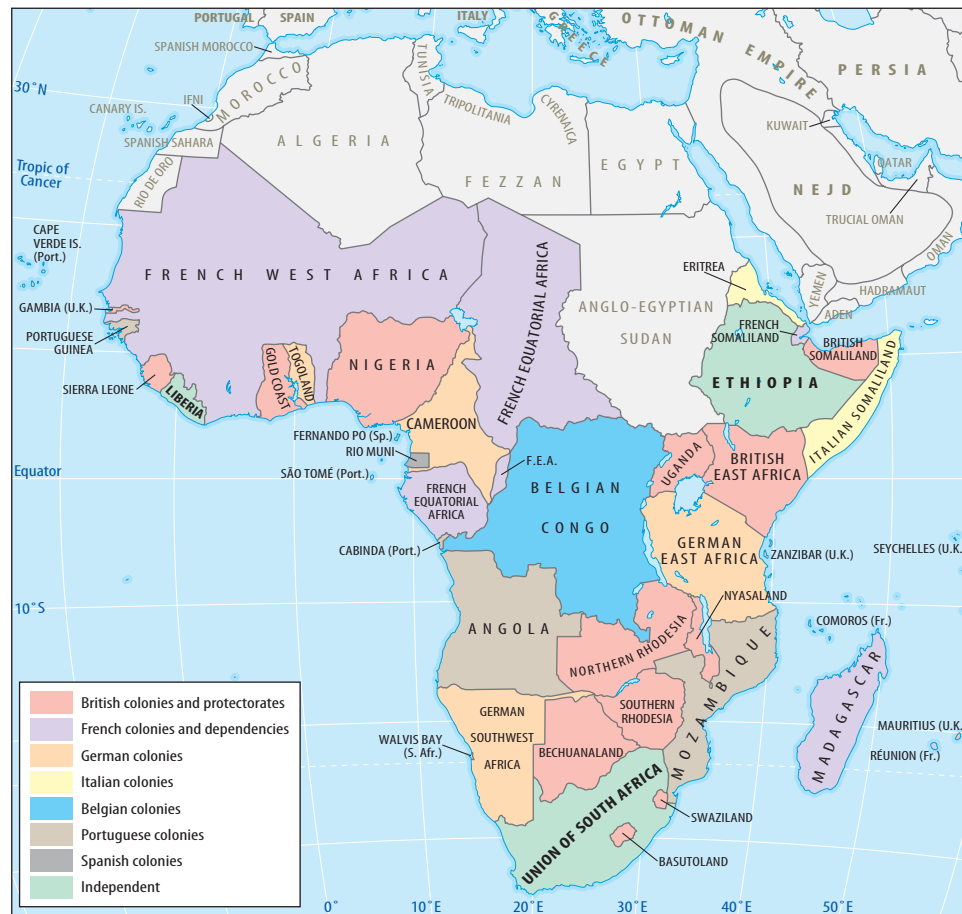 PORTUGAL
SPAIN
ITALY
GREECE
OTTOMAN EMPIRE
SPANISH MOROCCO
TUNISIA
PERSIA
30°N
MOROCCO
IFNI
CANARY IS.
TRIPOLITANIA
CYRENAICA
KUWAIT
SPANISH SAHARA
ALGERIA
QATAR
Tropic of
Cancer
RIO DE ORO
FEZZAN
EGYPT
NEJD
TRUCIAL OMAN
CAPE
VERDE IS.
(Port.)
OMAN
FRENCH WEST AFRICA
FRENCH EQUATORIAL AFRICA
ERITREA
YEMEN
HADRAMAUT
ADEN
GAMBIA (U.K.)
ANGLO-EGYPTIAN
SUDAN
PORTUGUESE
GUINEA
FRENCH
SOMALILAND
BRITISH
SOMALILAND
NIGERIA
GOLD COAST
TOGOLAND
SIERRA LEONE
LIBERIA
ETHIOPIA
ITALIAN SOMALILAND
CAMEROON
FERNANDO PO (Sp.)
RIO MUNI
F.E.A.
UGANDA
BRITISH
EAST AFRICA
Equator
SÃO TOMÉ (Port.)
FRENCH
EQUATORIAL
AFRICA
BELGIAN
CONGO
CABINDA (Port.)
GERMAN
EAST AFRICA
ZANZIBAR (U.K.)
SEYCHELLES (U.K.)
NYASALAND
10°S
COMOROS (Fr.)
ANGOLA
NORTHERN RHODESIA
MOZAMBIQUE
MADAGASCAR
GERMAN
SOUTHWEST
AFRICA
SOUTHERN
RHODESIA
MAURITIUS (U.K.)
WALVIS BAY
(S. Afr.)
BECHUANALAND
RÉUNION (Fr.)
UNION OF SOUTH AFRICA
SWAZILAND
BASUTOLAND
British colonies and protectorates
French colonies and dependencies
German colonies
Italian colonies
Belgian colonies
Portuguese colonies
Spanish colonies
Independent
0°
10°E
20°E
30°E
40°E
50°E